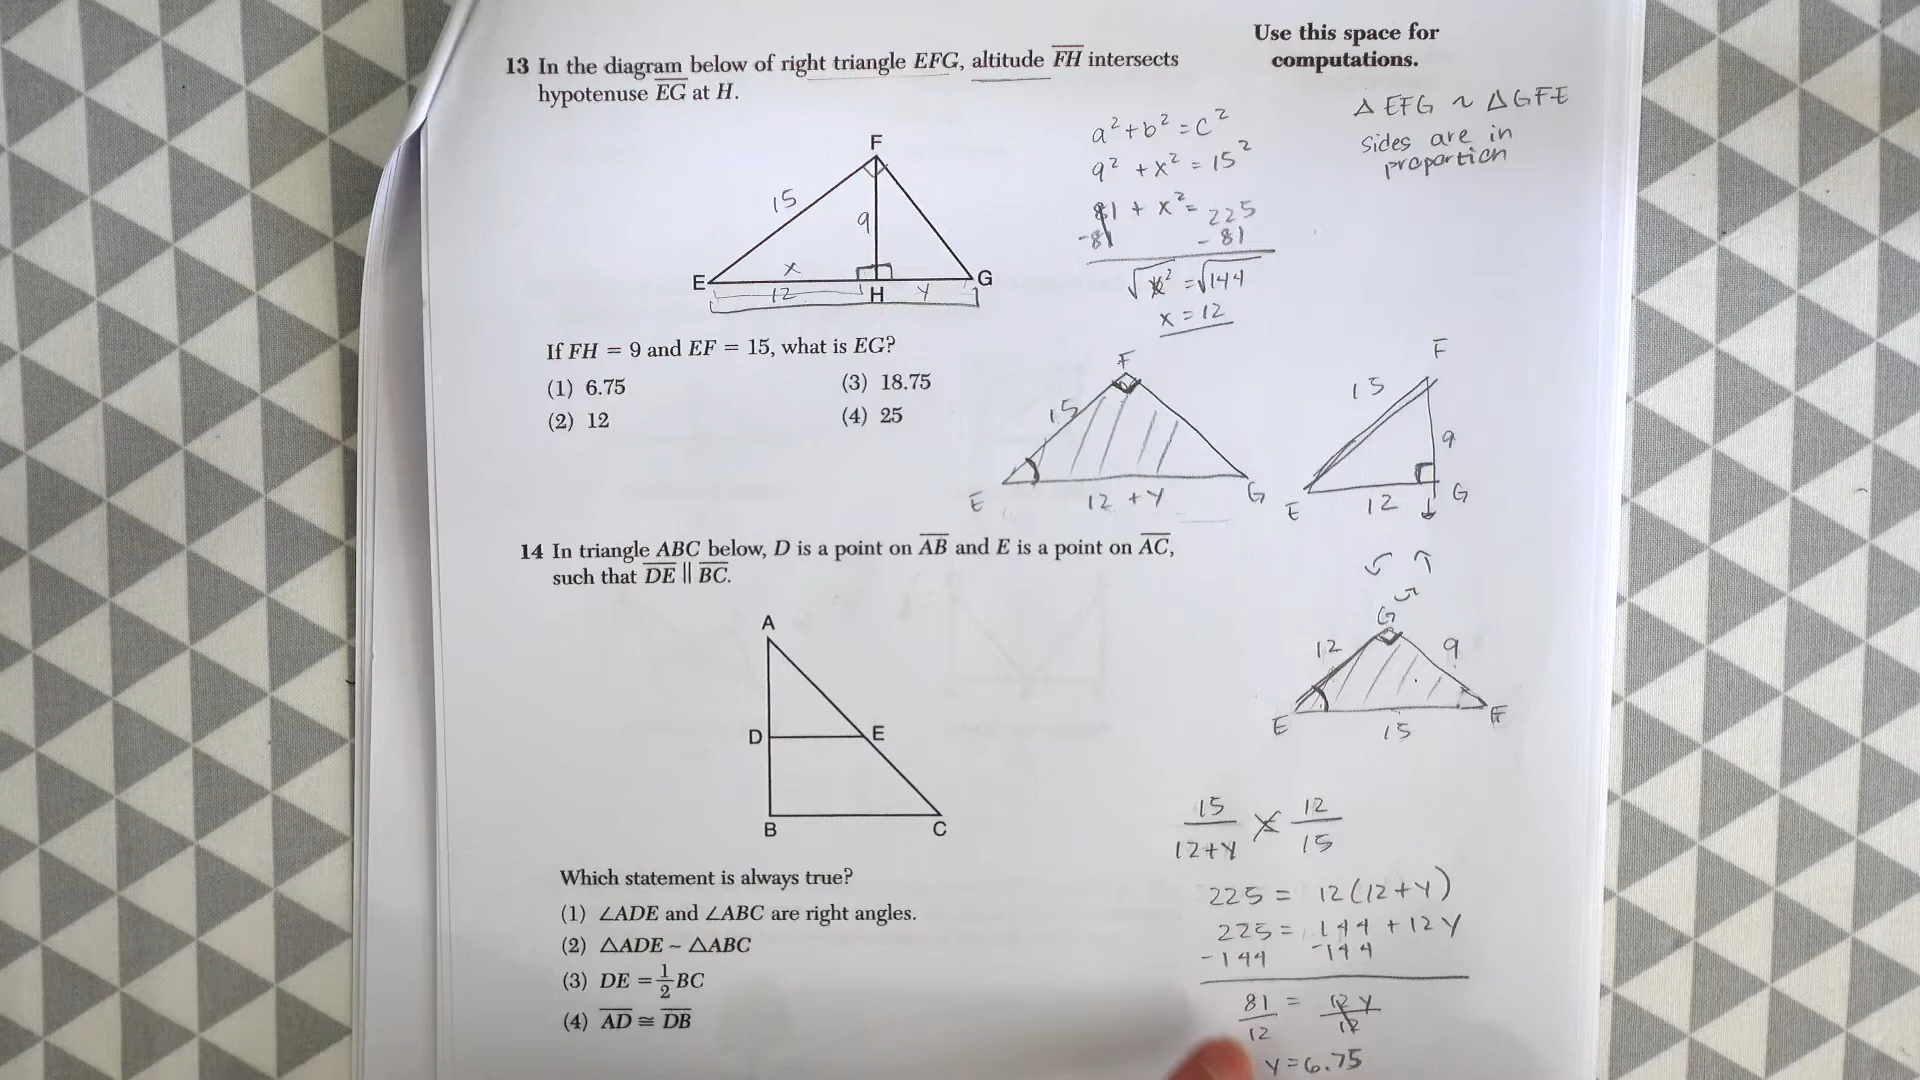 Use this space for
computations.
13 In the diagram below of right triangle EFG, altitude FH intersects
hypotenuse EG at H.
F
15
9
x
E
12
H
y
G
If FH = 9 and EF = 15, what is EG?
(1) 6.75
(3) 18.75
(2) 12
(4) 25
a² + b² = c²
9² + x² = 15²
81 + x² = 225
-81 - 81
√x² = √144
x = 12
△ EFG ~ △GFE
sides are in
proportion
F
15
E
12 + y
G
F
15
9
E
12
G
14 In triangle ABC below, D is a point on AB and E is a point on AC,
such that DE || BC.
A
D
E
B
C
G
12
9
E
15
F
Which statement is always true?
(1) ∠ADE and ∠ABC are right angles.
(2) △ADE ~ △ABC
(3) DE = 1/2 BC
(4) AD ≅ DB
15 12
12+y 15
225 = 12(12+y)
225 = 144 + 12y
-144 -144
81 = 12y
12 12
y = 6.75